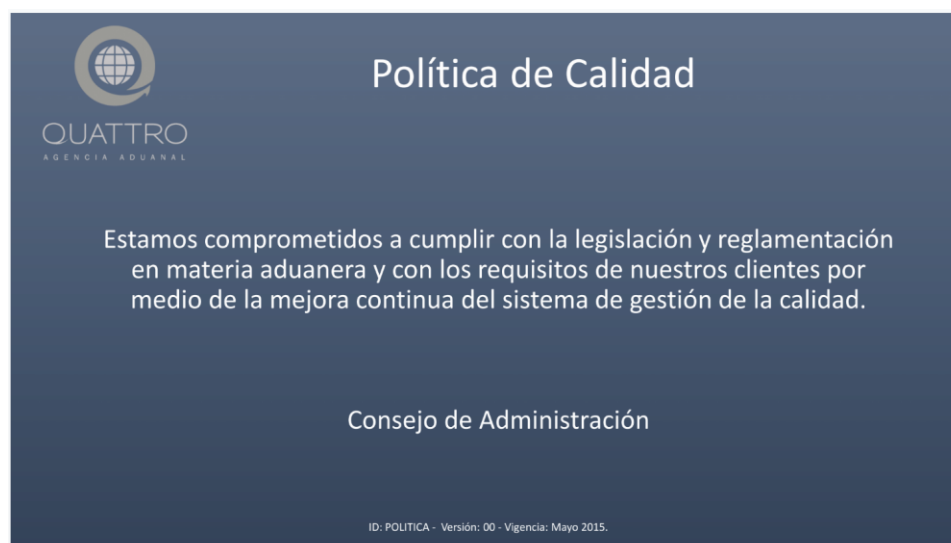 QUATTRO
AGENCIA ADUANAL
Política de Calidad
Estamos comprometidos a cumplir con la legislación y reglamentación
en materia aduanera y con los requisitos de nuestros clientes por
medio de la mejora continua del sistema de gestión de la calidad.
Consejo de Administración
ID: POLITICA - Versión: 00 - Vigencia: Mayo 2015.